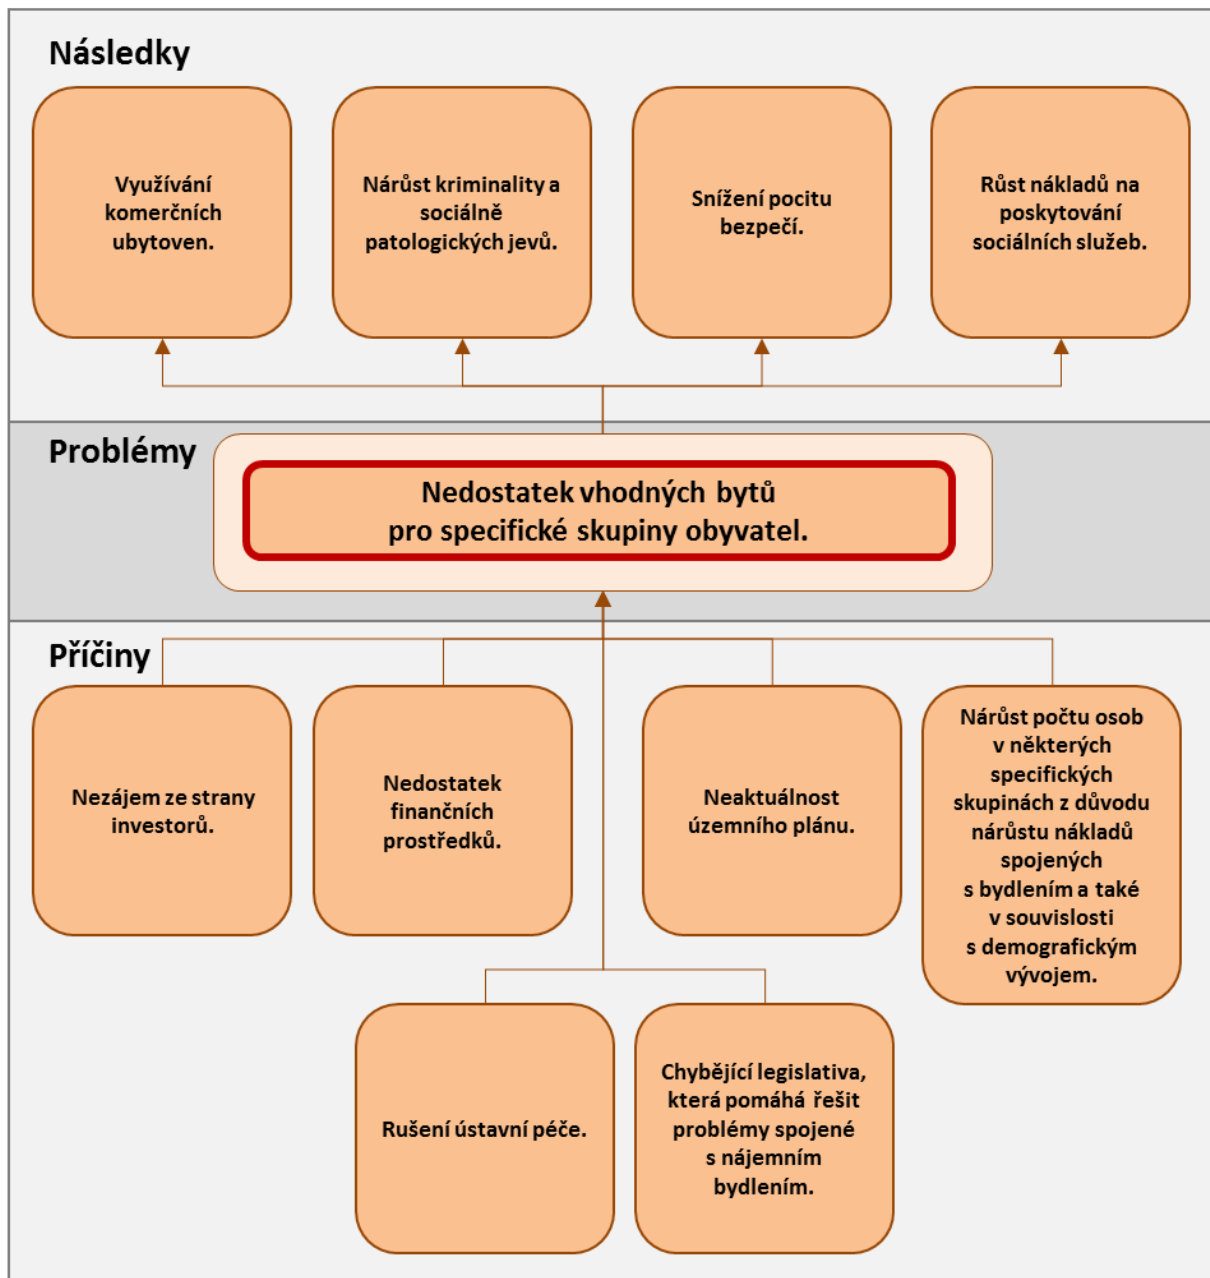 Následky
Využívání
komerčních
ubytoven.
Nárůst kriminality a
sociálně
patologických jevů.
Snížení pocitu
bezpečí.
Růst nákladů na
poskytování
sociálních služeb.
Problémy
Nedostatek vhodných bytů
pro specifické skupiny obyvatel.
Příčiny
Nezájem ze strany
investorů.
Nedostatek
finančních
prostředků.
Neaktuálnost
územního plánu.
Nárůst počtu osob
v některých
specifických
skupinách z důvodu
nárůstu nákladů
spojených
s bydlením a také
v souvislosti
s demografickým
vývojem.
Rušení ústavní péče.
Chybějící legislativa,
která pomáhá řešit
problémy spojené
s nájemním
bydlením.